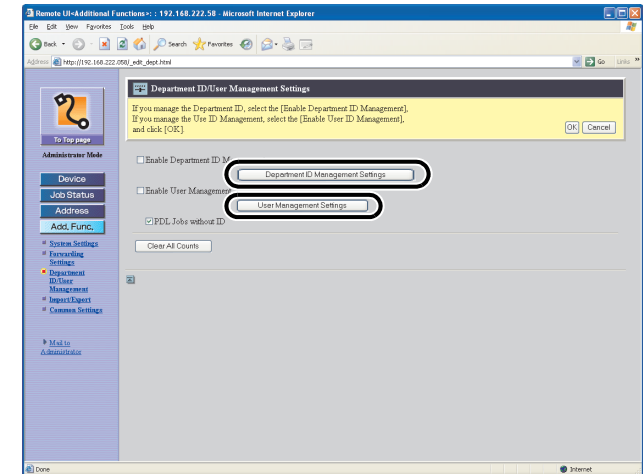 Remote UI<Additional Functions>: : 192.168.222.58 - Microsoft Internet Explorer
File Edit View Favorites Tools Help
Back Search Favorites
Address http://192.168.222.058/_edit_dept.html Go Links »
To Top page
Administrator Mode
Device
Job Status
Address
Add. Func.
System Settings
Forwarding
Settings
Department
ID/User
Management
Import/Export
Common Settings
Mail to
Administrator
Department ID/User Management Settings
If you manage the Department ID, select the [Enable Department ID Management],
If you manage the Use ID Management, select the [Enable User ID Management],
and click [OK].
OK Cancel
Enable Department ID M
Department ID Management Settings
Enable User Management
User Management Settings
PDL Jobs without ID
Clear All Counts
Done Internet